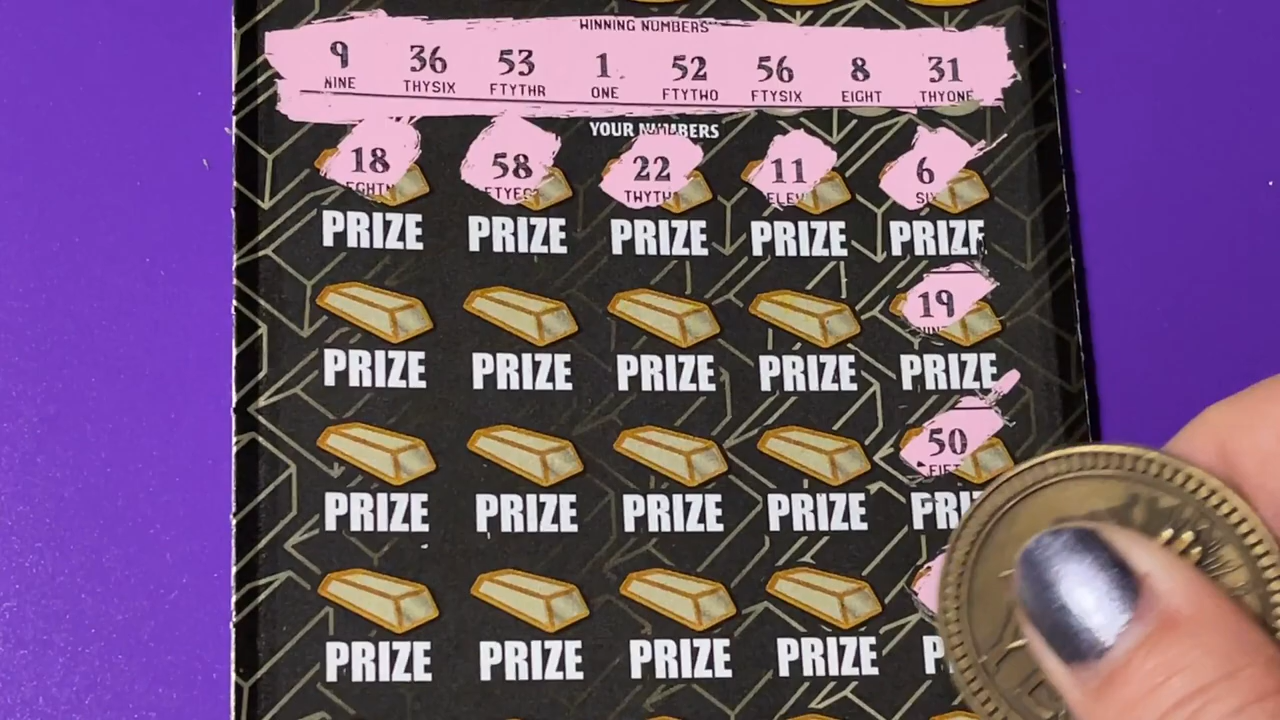 WINNING NUMBERS
9 36 53 1 52 56 8 31
NINE THYSIX FTYTHR ONE FTYTWO FTYSIX EIGHT THYONE
YOUR NUMBERS
18 58 22 11 6
SIX
PRIZE PRIZE PRIZE PRIZE PRIZE
19
PRIZE PRIZE PRIZE PRIZE PRIZE
50
PRIZE PRIZE PRIZE PRIZE PRI
PRIZE PRIZE PRIZE PRIZE P